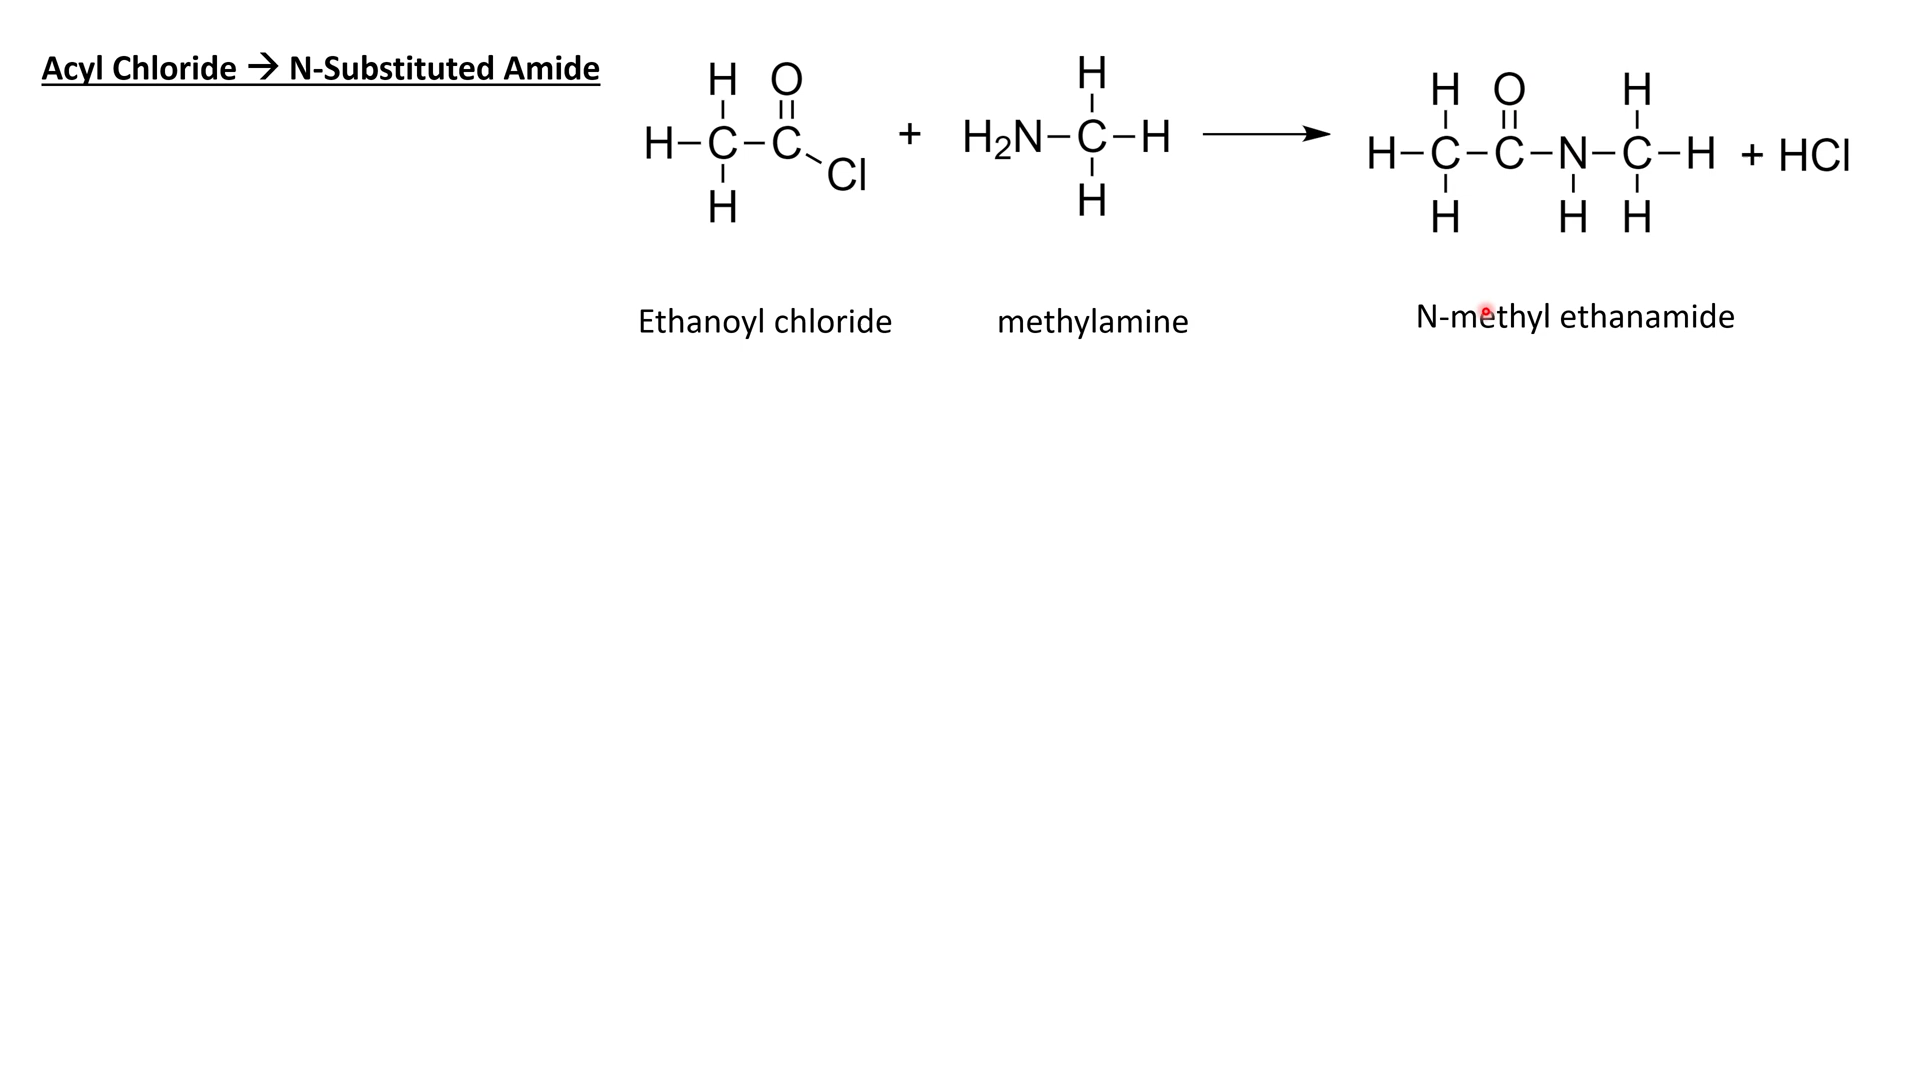 Acyl Chloride → N-Substituted Amide
H O H H O H
H–C–C + H₂N–C–H ⟶ H–C–C–N–C–H + HCl
Cl
H H H H H
Ethanoyl chloride methylamine N-methyl ethanamide